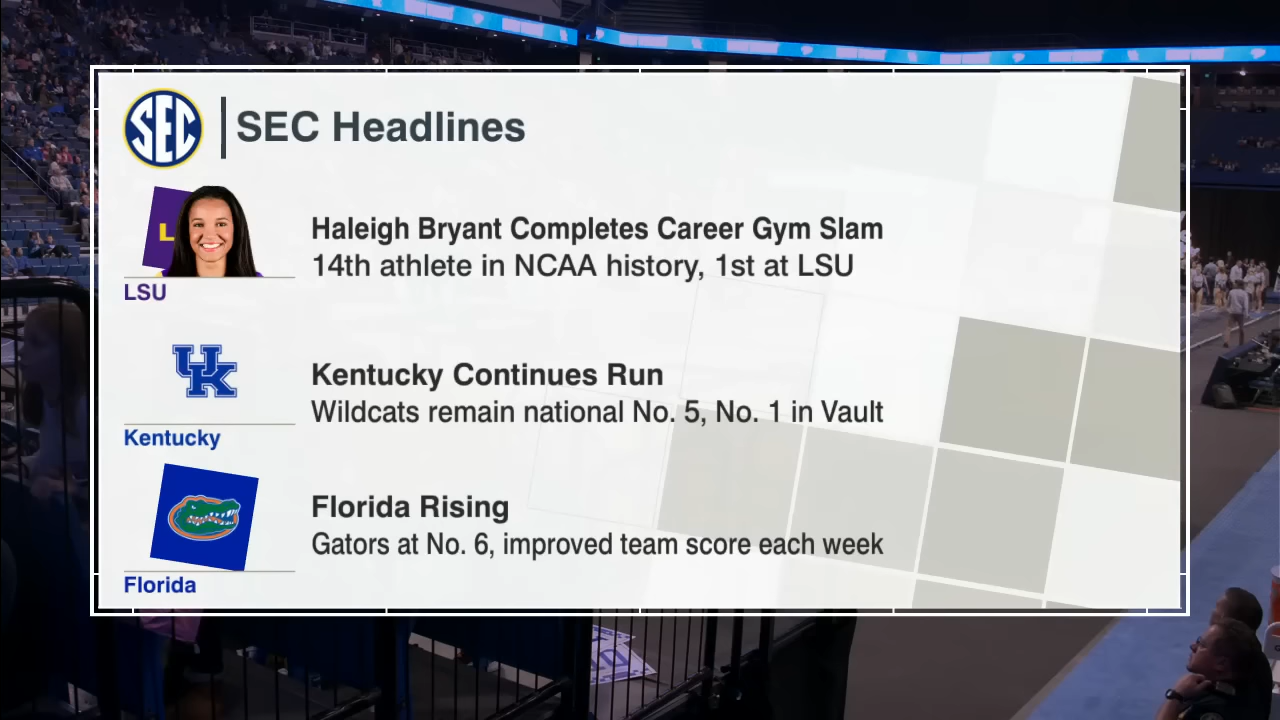 SEC
SEC Headlines
L
Haleigh Bryant Completes Career Gym Slam
14th athlete in NCAA history, 1st at LSU
LSU
UK
Kentucky Continues Run
Wildcats remain national No. 5, No. 1 in Vault
Kentucky
Florida Rising
Gators at No. 6, improved team score each week
Florida